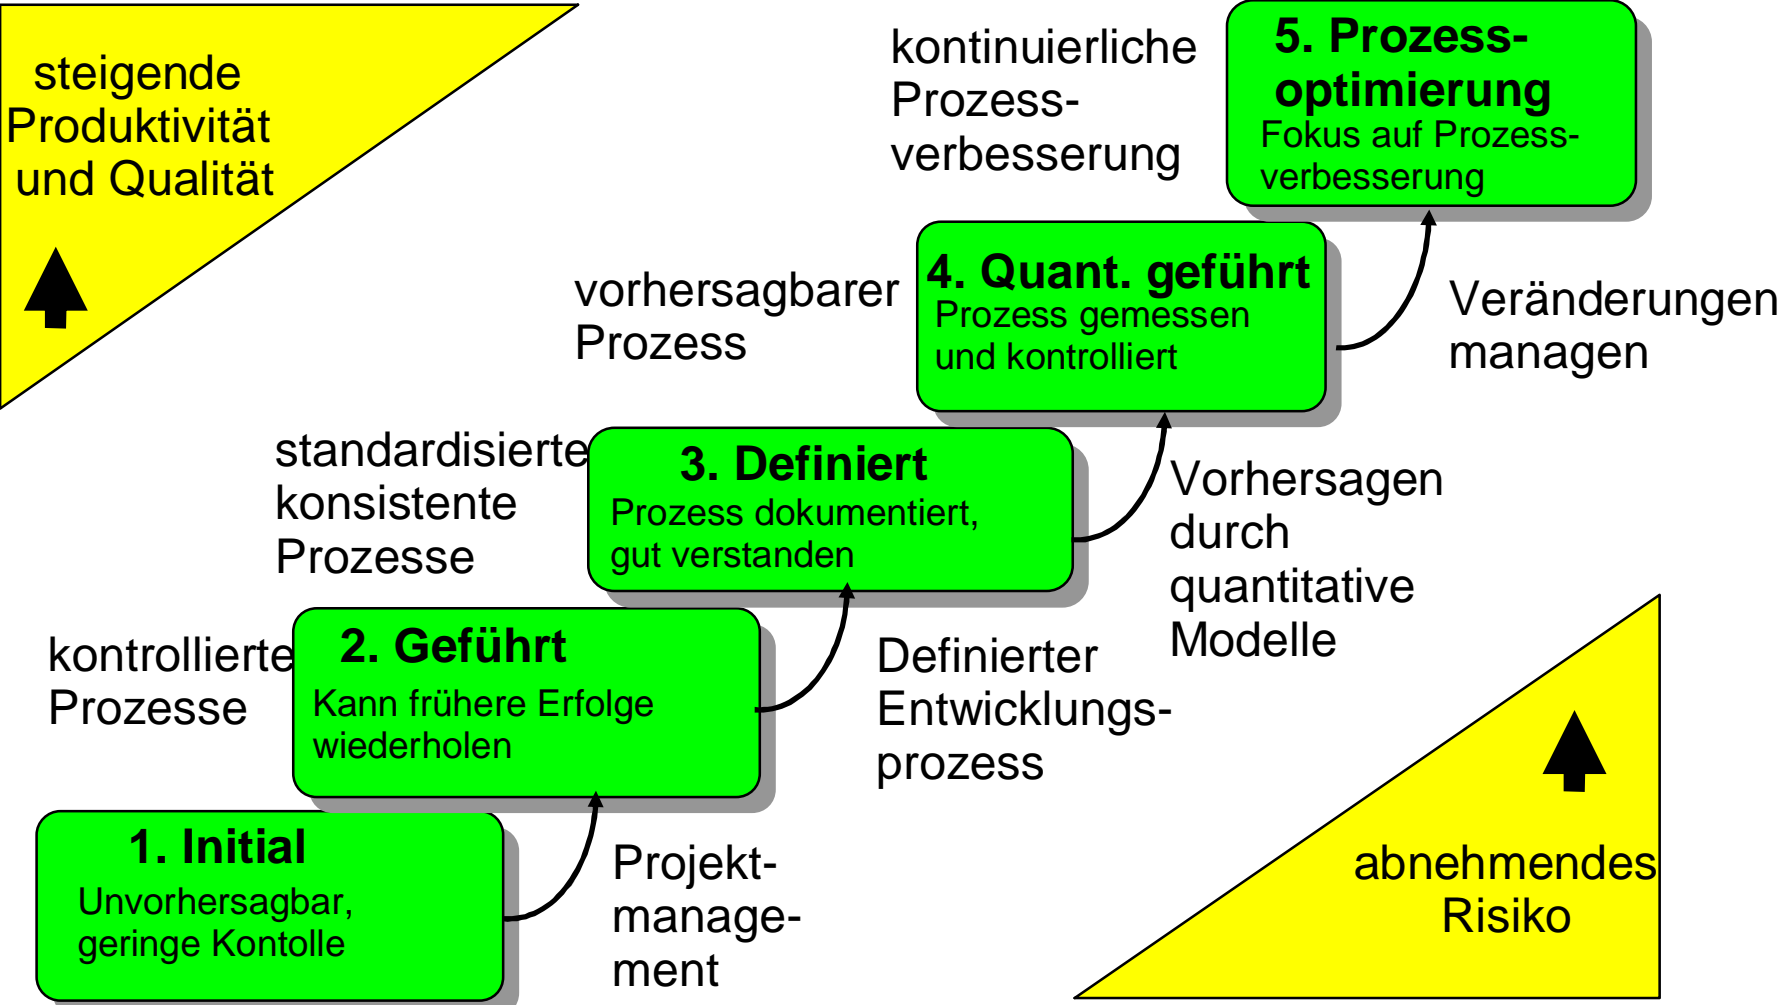 steigende
Produktivität
und Qualität
kontinuierliche
Prozess-
verbesserung
5. Prozess-
optimierung
Fokus auf Prozess-
verbesserung
vorhersagbarer
Prozess
4. Quant. geführt
Prozess gemessen
und kontrolliert
Veränderungen
managen
standardisierte
konsistente
Prozesse
3. Definiert
Prozess dokumentiert,
gut verstanden
Vorhersagen
durch
quantitative
Modelle
kontrollierte
Prozesse
2. Geführt
Kann frühere Erfolge
wiederholen
Definierter
Entwicklungs-
prozess
1. Initial
Unvorhersagbar,
geringe Kontolle
Projekt-
manage-
ment
abnehmendes
Risiko